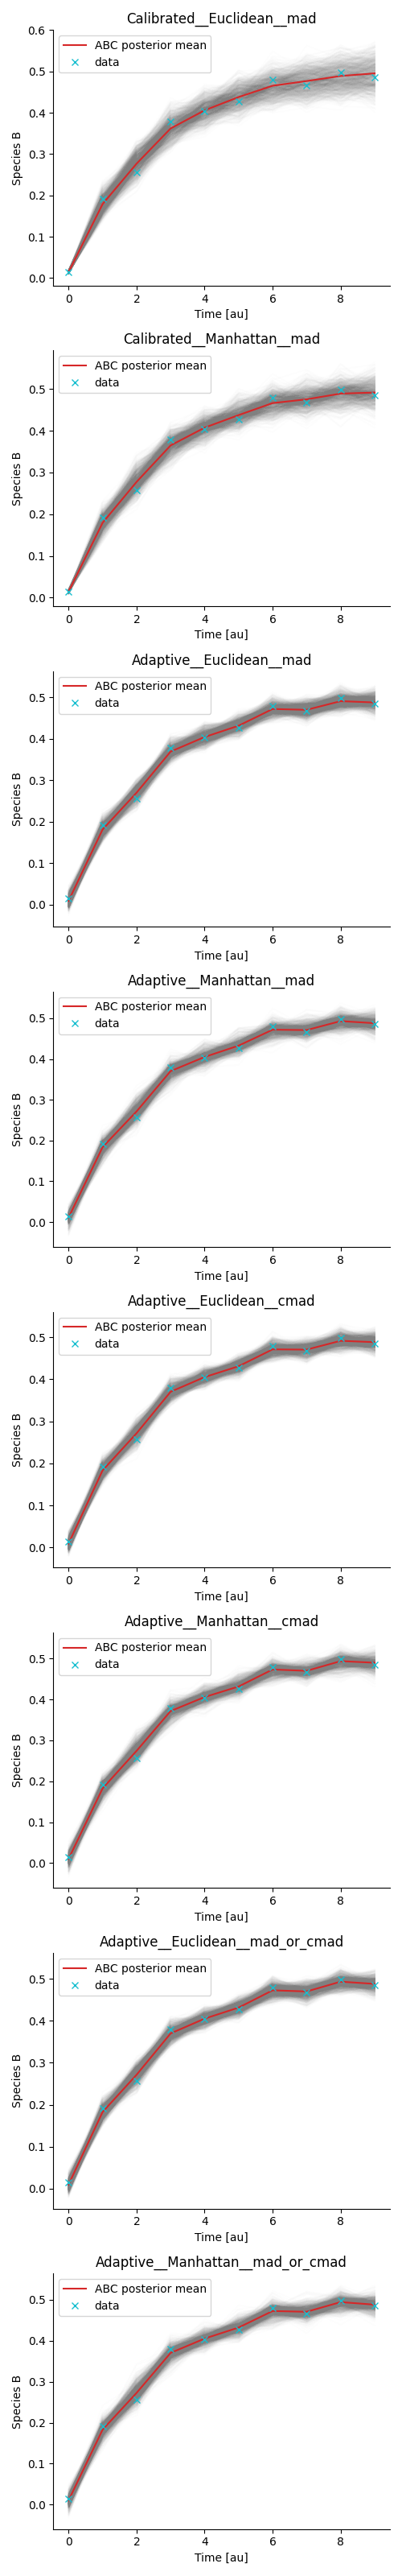 Calibrated__Euclidean__mad
0.6
0.5
0.4
0.3
0.2
0.1
0.0
Species B
ABC posterior mean
data
0 2 4 6 8
Time [au]
Calibrated__Manhattan__mad
0.5
0.4
0.3
0.2
0.1
0.0
Species B
ABC posterior mean
data
0 2 4 6 8
Time [au]
Adaptive__Euclidean__mad
0.5
0.4
0.3
0.2
0.1
0.0
Species B
ABC posterior mean
data
0 2 4 6 8
Time [au]
Adaptive__Manhattan__mad
0.5
0.4
0.3
0.2
0.1
0.0
Species B
ABC posterior mean
data
0 2 4 6 8
Time [au]
Adaptive__Euclidean__cmad
0.5
0.4
0.3
0.2
0.1
0.0
Species B
ABC posterior mean
data
0 2 4 6 8
Time [au]
Adaptive__Manhattan__cmad
0.5
0.4
0.3
0.2
0.1
0.0
Species B
ABC posterior mean
data
0 2 4 6 8
Time [au]
Adaptive__Euclidean__mad_or_cmad
0.5
0.4
0.3
0.2
0.1
0.0
Species B
ABC posterior mean
data
0 2 4 6 8
Time [au]
Adaptive__Manhattan__mad_or_cmad
0.5
0.4
0.3
0.2
0.1
0.0
Species B
ABC posterior mean
data
0 2 4 6 8
Time [au]